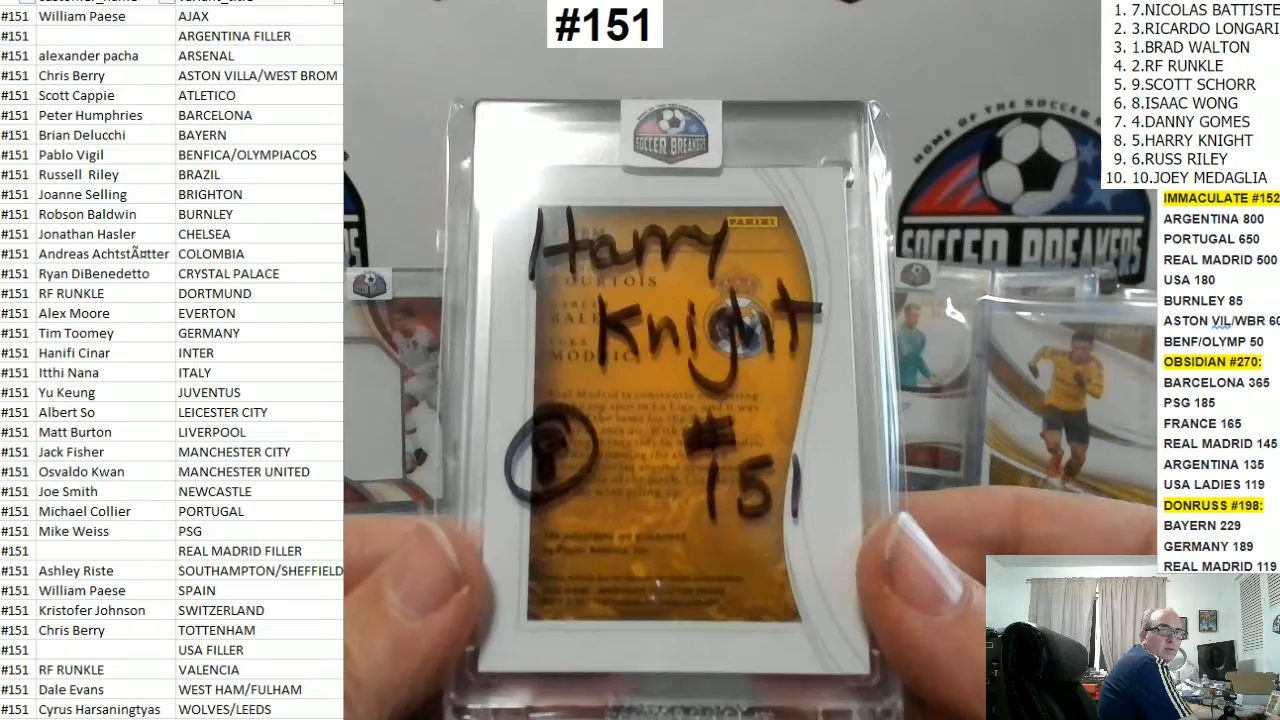 #151 William Paese AJAX
#151 ARGENTINA FILLER
#151 alexander pacha ARSENAL
#151 Chris Berry ASTON VILLA/WEST BROM
#151 Scott Cappie ATLETICO
#151 Peter Humphries BARCELONA
#151 Brian Delucchi BAYERN
#151 Pablo Vigil BENFICA/OLYMPIACOS
#151 Russell Riley BRAZIL
#151 Joanne Selling BRIGHTON
#151 Robson Baldwin BURNLEY
#151 Jonathan Hasler CHELSEA
#151 Andreas AchtstÃ¤tter COLOMBIA
#151 Ryan DiBenedetto CRYSTAL PALACE
#151 RF RUNKLE DORTMUND
#151 Alex Moore EVERTON
#151 Tim Toomey GERMANY
#151 Hanifi Cinar INTER
#151 Itthi Nana ITALY
#151 Yu Keung JUVENTUS
#151 Albert So LEICESTER CITY
#151 Matt Burton LIVERPOOL
#151 Jack Fisher MANCHESTER CITY
#151 Osvaldo Kwan MANCHESTER UNITED
#151 Joe Smith NEWCASTLE
#151 Michael Collier PORTUGAL
#151 Mike Weiss PSG
#151 REAL MADRID FILLER
#151 Ashley Riste SOUTHAMPTON/SHEFFIELD
#151 William Paese SPAIN
#151 Kristofer Johnson SWITZERLAND
#151 Chris Berry TOTTENHAM
#151 USA FILLER
#151 RF RUNKLE VALENCIA
#151 Dale Evans WEST HAM/FULHAM
#151 Cyrus Harsaningtyas WOLVES/LEEDS
#151
SOCCER BREAKERS
PANINI
Harry
Knight
#151
COURTOIS
BALE
MODRIC
HOME OF THE SOCCER
SOCCER BREAKERS
1. 7.NICOLAS BATTISTE
2. 3.RICARDO LONGARI
3. 1.BRAD WALTON
4. 2.RF RUNKLE
5. 9.SCOTT SCHORR
6. 8.ISAAC WONG
7. 4.DANNY GOMES
8. 5.HARRY KNIGHT
9. 6.RUSS RILEY
10. 10.JOEY MEDAGLIA
IMMACULATE #152
ARGENTINA 800
PORTUGAL 650
REAL MADRID 500
USA 180
BURNLEY 85
ASTON VIL/WBR 60
BENF/OLYMP 50
OBSIDIAN #270:
BARCELONA 365
PSG 185
FRANCE 165
REAL MADRID 145
ARGENTINA 135
USA LADIES 119
DONRUSS #198:
BAYERN 229
GERMANY 189
REAL MADRID 119